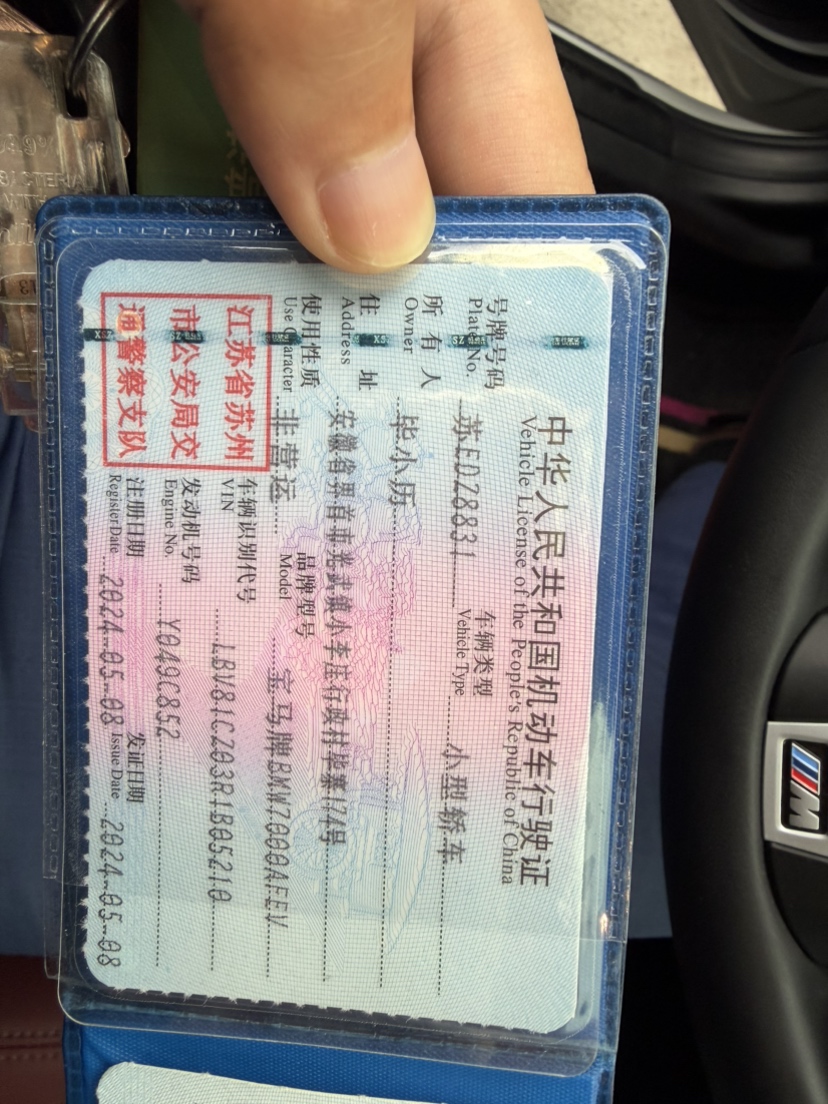 中华人民共和国机动车行驶证
Vehicle License of the People's Republic of China
号牌号码 苏EDZ8831 车辆类型 小型轿车
Plate No. Vehicle Type
所有人 毕小历
Owner
住址 安徽省界首市光武镇小李庄行政村毕寨174号
Address
使用性质 非营运 品牌型号 宝马牌BMW7000AFEV
Use Character Model
江苏省苏州
市公安局交
通警察支队
车辆识别代号 LBV81CZ03R1B05210
VIN
发动机号码 Y049C852
Engine No.
注册日期 2024-05-08 发证日期 2024-05-08
Register Date Issue Date